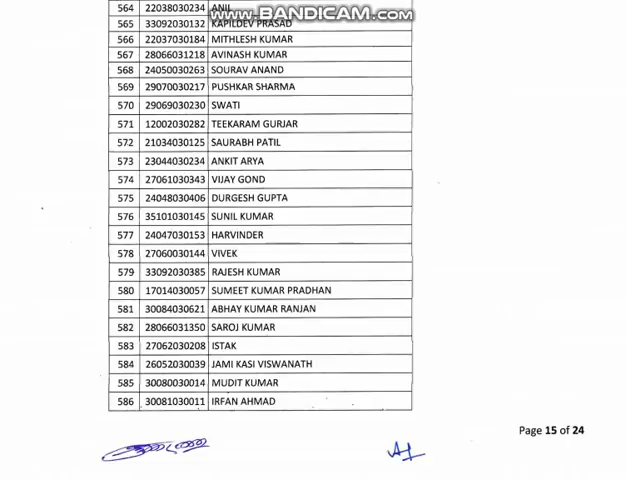 www.BANDICAM.com
564 22038030234 ANIL
565 33092030132 KAPILDEV PRASAD
566 22037030184 MITHLESH KUMAR
567 28066031218 AVINASH KUMAR
568 24050030263 SOURAV ANAND
569 29070030217 PUSHKAR SHARMA
570 29069030230 SWATI
571 12002030282 TEEKARAM GURJAR
572 21034030125 SAURABH PATIL
573 23044030234 ANKIT ARYA
574 27061030343 VIJAY GOND
575 24048030406 DURGESH GUPTA
576 35101030145 SUNIL KUMAR
577 24047030153 HARVINDER
578 27060030144 VIVEK
579 33092030385 RAJESH KUMAR
580 17014030057 SUMEET KUMAR PRADHAN
581 30084030621 ABHAY KUMAR RANJAN
582 28066031350 SAROJ KUMAR
583 27062030208 ISTAK
584 26052030039 JAMI KASI VISWANATH
585 30080030014 MUDIT KUMAR
586 30081030011 IRFAN AHMAD
Page 15 of 24